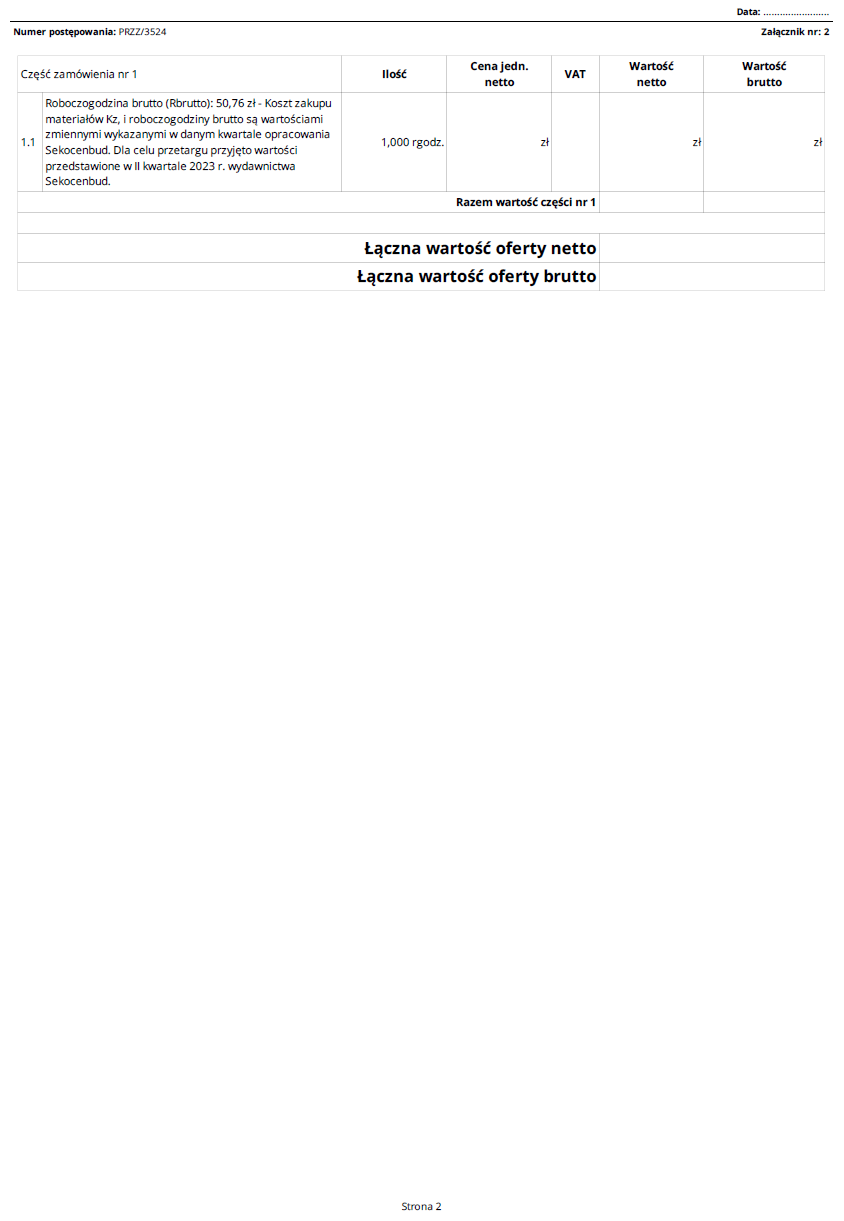 Data: ........................
Numer postępowania: PRZZ/3524
Załącznik nr: 2
Część zamówienia nr 1
Ilość
Cena jedn.
netto
VAT
Wartość
netto
Wartość
brutto
1.1
Roboczogodzina brutto (Rbrutto): 50,76 zł - Koszt zakupu
materiałów Kz, i roboczogodziny brutto są wartościami
zmiennymi wykazanymi w danym kwartale opracowania
Sekocenbud. Dla celu przetargu przyjęto wartości
przedstawione w II kwartale 2023 r. wydawnictwa
Sekocenbud.
1,000 rgodz.
zł
zł
zł
Razem wartość części nr 1
Łączna wartość oferty netto
Łączna wartość oferty brutto
Strona 2